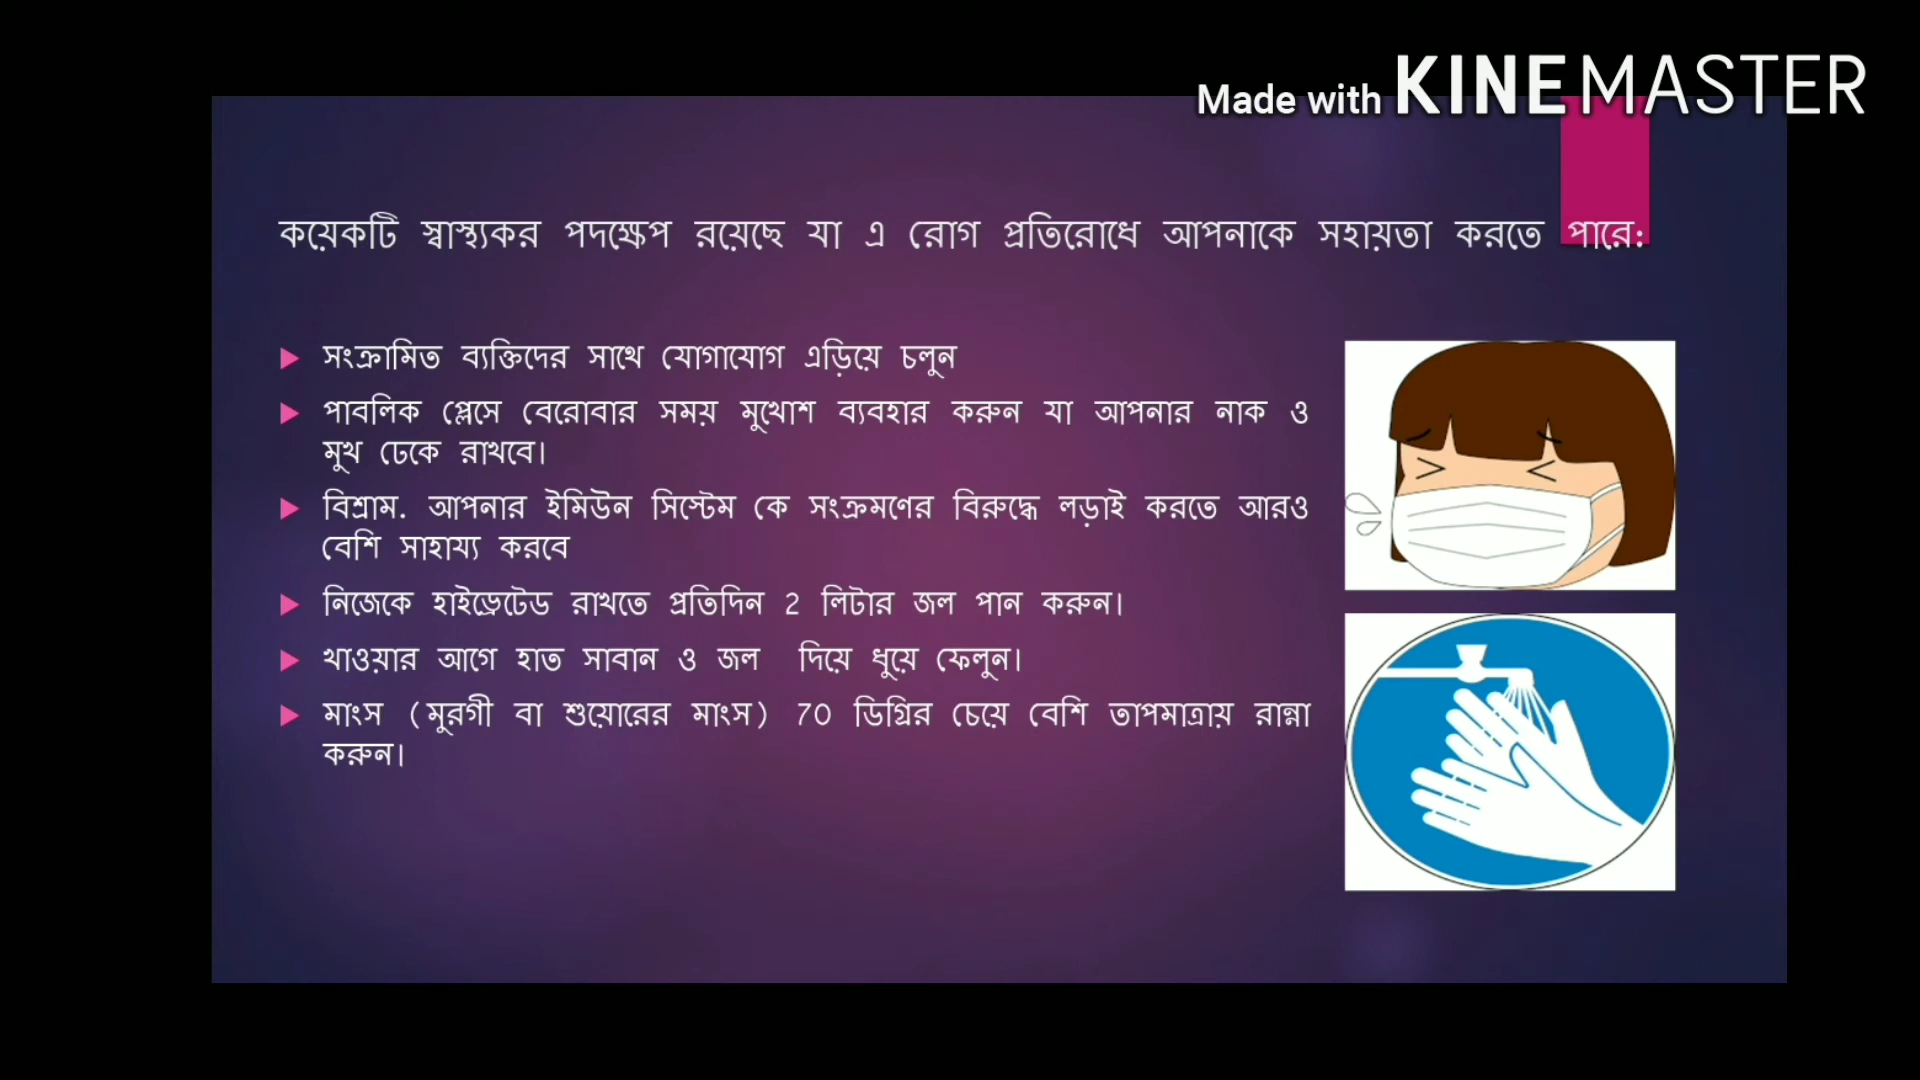 Made with KINEMASTER
কয়েকটি স্বাস্থ্যকর পদক্ষেপ রয়েছে যা এ রোগ প্রতিরোধে আপনাকে সহায়তা করতে পারে:
সংক্রামিত ব্যক্তিদের সাথে যোগাযোগ এড়িয়ে চলুন
পাবলিক প্লেসে বেরোবার সময় মুখোশ ব্যবহার করুন যা আপনার নাক ও
মুখ ঢেকে রাখবে।
বিশ্রাম. আপনার ইমিউন সিস্টেম কে সংক্রমণের বিরুদ্ধে লড়াই করতে আরও
বেশি সাহায্য করবে
নিজেকে হাইড্রেটেড রাখতে প্রতিদিন 2 লিটার জল পান করুন।
খাওয়ার আগে হাত সাবান ও জল দিয়ে ধুয়ে ফেলুন।
মাংস (মুরগী বা শুয়োরের মাংস) 70 ডিগ্রির চেয়ে বেশি তাপমাত্রায় রান্না
করুন।